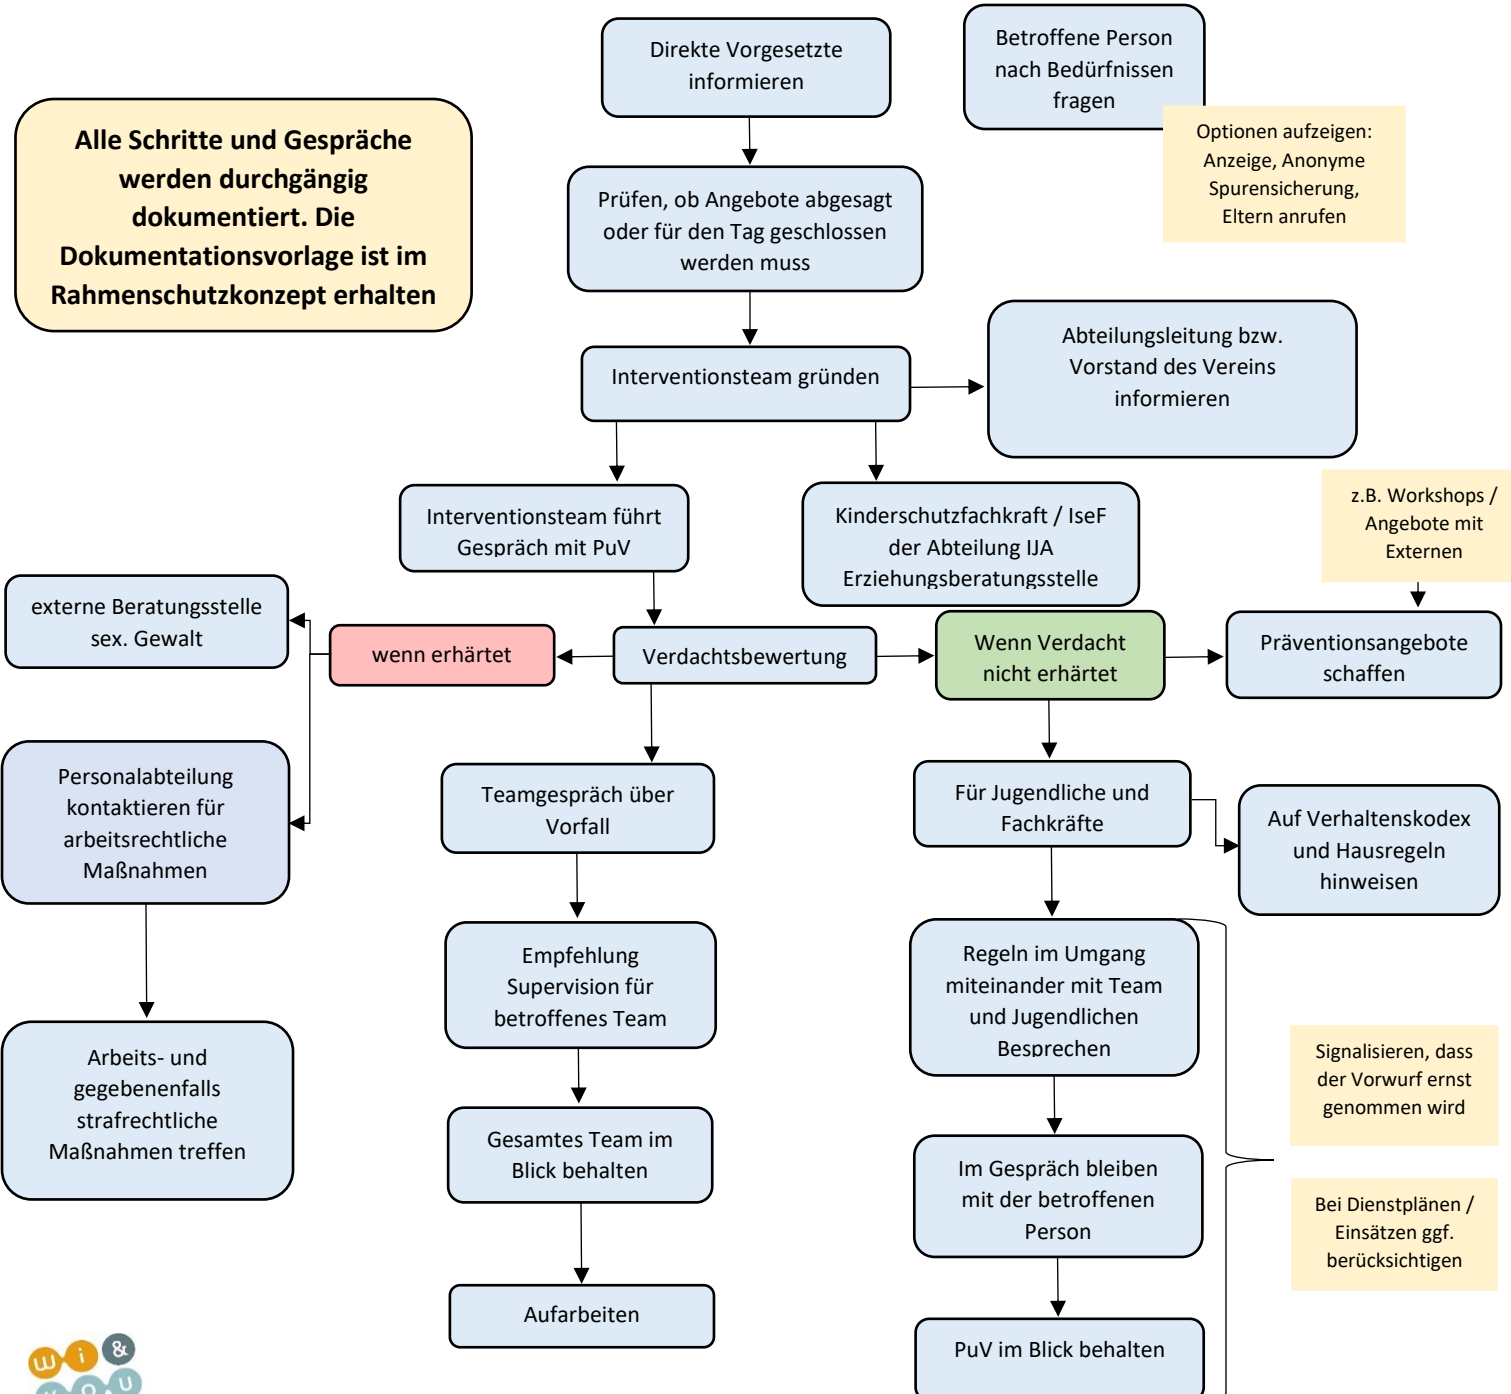 Direkte Vorgesetzte
informieren
Betroffene Person
nach Bedürfnissen
fragen
Optionen aufzeigen:
Anzeige, Anonyme
Spurensicherung,
Eltern anrufen
Alle Schritte und Gespräche
werden durchgängig
dokumentiert. Die
Dokumentationsvorlage ist im
Rahmenschutzkonzept erhalten
Prüfen, ob Angebote abgesagt
oder für den Tag geschlossen
werden muss
Interventionsteam gründen
Abteilungsleitung bzw.
Vorstand des Vereins
informieren
Interventionsteam führt
Gespräch mit PuV
Kinderschutzfachkraft / IseF
der Abteilung IJA
Erziehungsberatungsstelle
z.B. Workshops /
Angebote mit
Externen
externe Beratungsstelle
sex. Gewalt
wenn erhärtet
Verdachtsbewertung
Wenn Verdacht
nicht erhärtet
Präventionsangebote
schaffen
Personalabteilung
kontaktieren für
arbeitsrechtliche
Maßnahmen
Teamgespräch über
Vorfall
Für Jugendliche und
Fachkräfte
Auf Verhaltenskodex
und Hausregeln
hinweisen
Empfehlung
Supervision für
betroffenes Team
Regeln im Umgang
miteinander mit Team
und Jugendlichen
Besprechen
Arbeits- und
gegebenenfalls
strafrechtliche
Maßnahmen treffen
Signalisieren, dass
der Vorwurf ernst
genommen wird
Gesamtes Team im
Blick behalten
Im Gespräch bleiben
mit der betroffenen
Person
Bei Dienstplänen /
Einsätzen ggf.
berücksichtigen
Aufarbeiten
PuV im Blick behalten
wi&
YOU